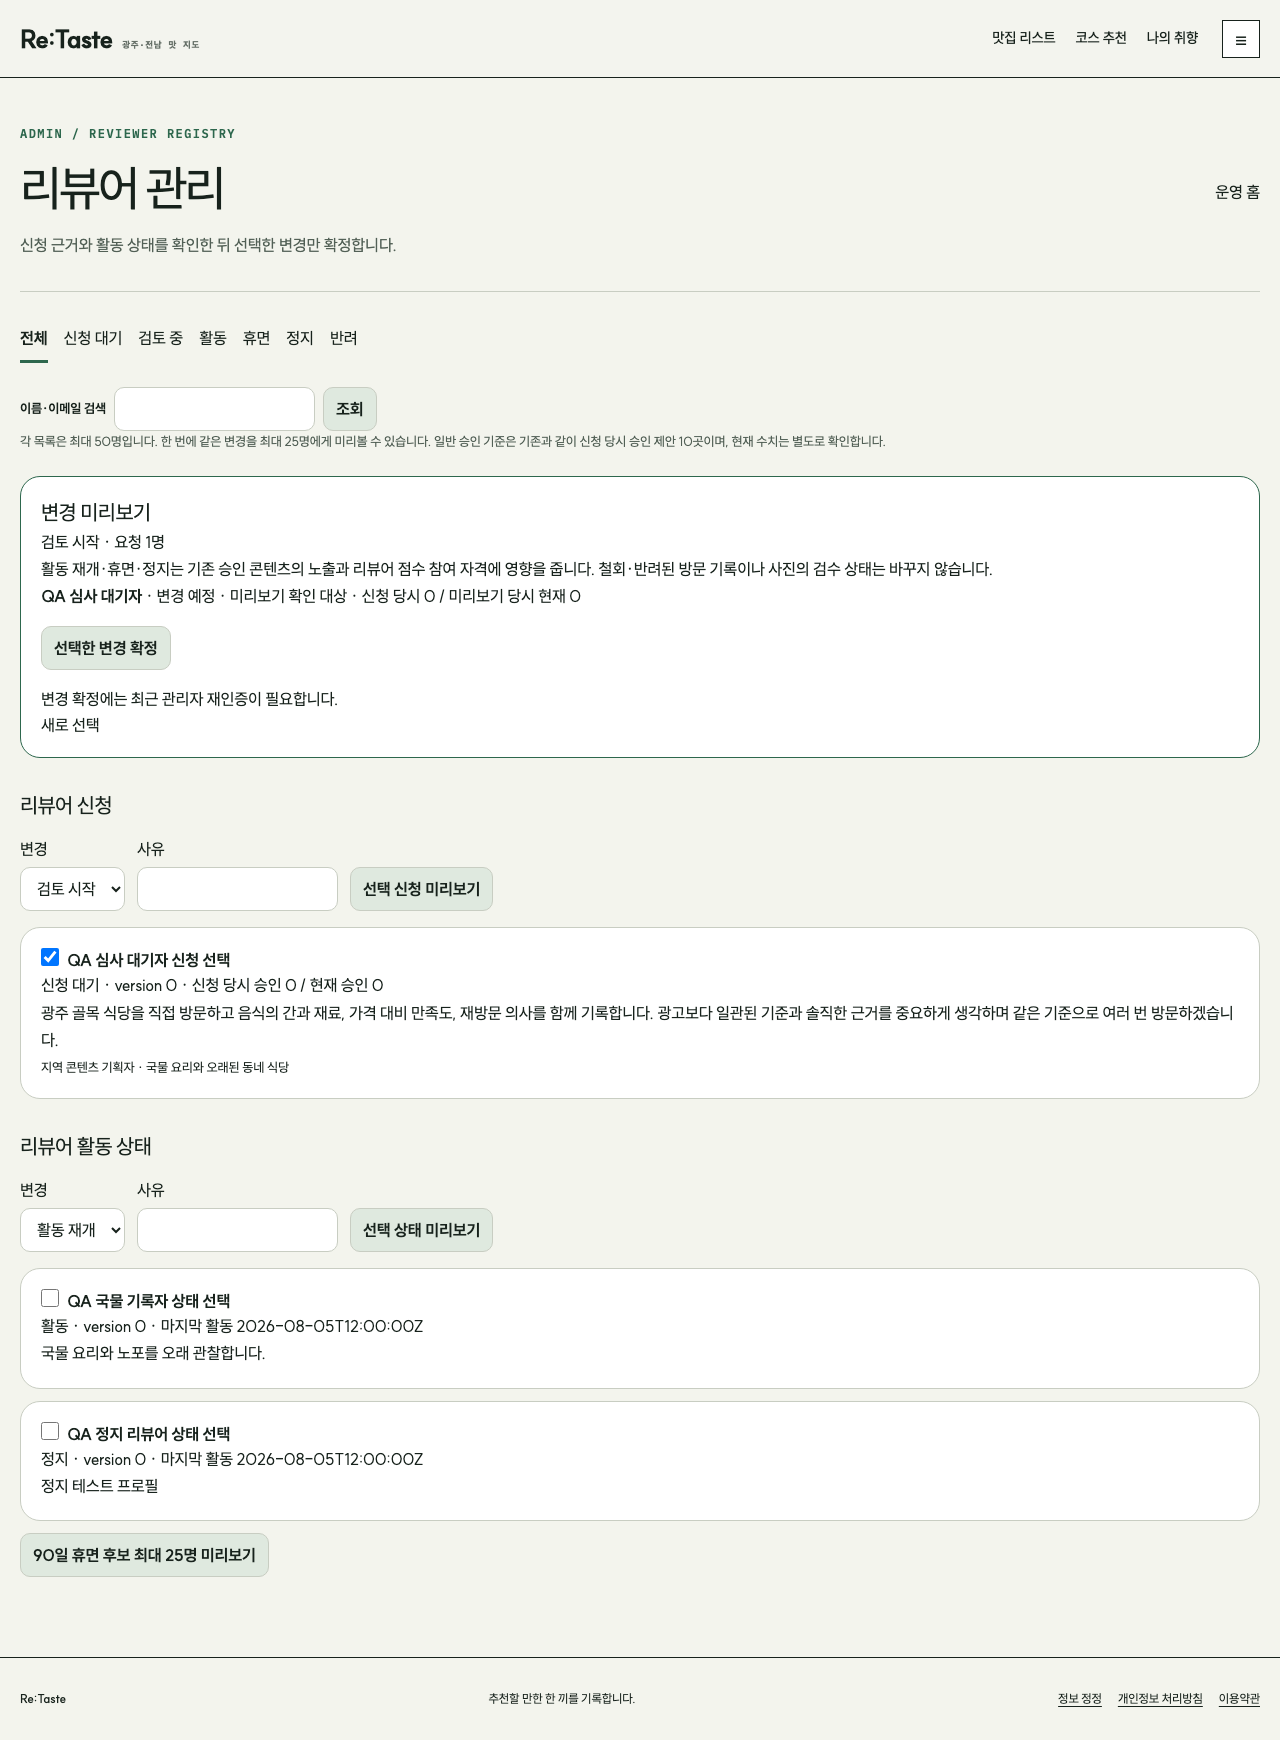 Re:Taste 광주·전남 맛 지도
맛집 리스트 코스 추천 나의 취향 ≡
ADMIN / REVIEWER REGISTRY
리뷰어 관리
운영 홈
신청 근거와 활동 상태를 확인한 뒤 선택한 변경만 확정합니다.
전체 신청 대기 검토 중 활동 휴면 정지 반려
이름·이메일 검색 조회
각 목록은 최대 50명입니다. 한 번에 같은 변경을 최대 25명에게 미리볼 수 있습니다. 일반 승인 기준은 기존과 같이 신청 당시 승인 제안 10곳이며, 현재 수치는 별도로 확인합니다.
변경 미리보기
검토 시작 · 요청 1명
활동 재개·휴면·정지는 기존 승인 콘텐츠의 노출과 리뷰어 점수 참여 자격에 영향을 줍니다. 철회·반려된 방문 기록이나 사진의 검수 상태는 바꾸지 않습니다.
QA 심사 대기자 · 변경 예정 · 미리보기 확인 대상 · 신청 당시 0 / 미리보기 당시 현재 0
선택한 변경 확정
변경 확정에는 최근 관리자 재인증이 필요합니다.
새로 선택
리뷰어 신청
변경 사유
검토 시작 선택 신청 미리보기
QA 심사 대기자 신청 선택
신청 대기 · version 0 · 신청 당시 승인 0 / 현재 승인 0
광주 골목 식당을 직접 방문하고 음식의 간과 재료, 가격 대비 만족도, 재방문 의사를 함께 기록합니다. 광고보다 일관된 기준과 솔직한 근거를 중요하게 생각하며 같은 기준으로 여러 번 방문하겠습니
다.
지역 콘텐츠 기획자 · 국물 요리와 오래된 동네 식당
리뷰어 활동 상태
변경 사유
활동 재개 선택 상태 미리보기
QA 국물 기록자 상태 선택
활동 · version 0 · 마지막 활동 2026-08-05T12:00:00Z
국물 요리와 노포를 오래 관찰합니다.
QA 정지 리뷰어 상태 선택
정지 · version 0 · 마지막 활동 2026-08-05T12:00:00Z
정지 테스트 프로필
90일 휴면 후보 최대 25명 미리보기
Re:Taste 추천할 만한 한 끼를 기록합니다. 정보 정정 개인정보 처리방침 이용약관